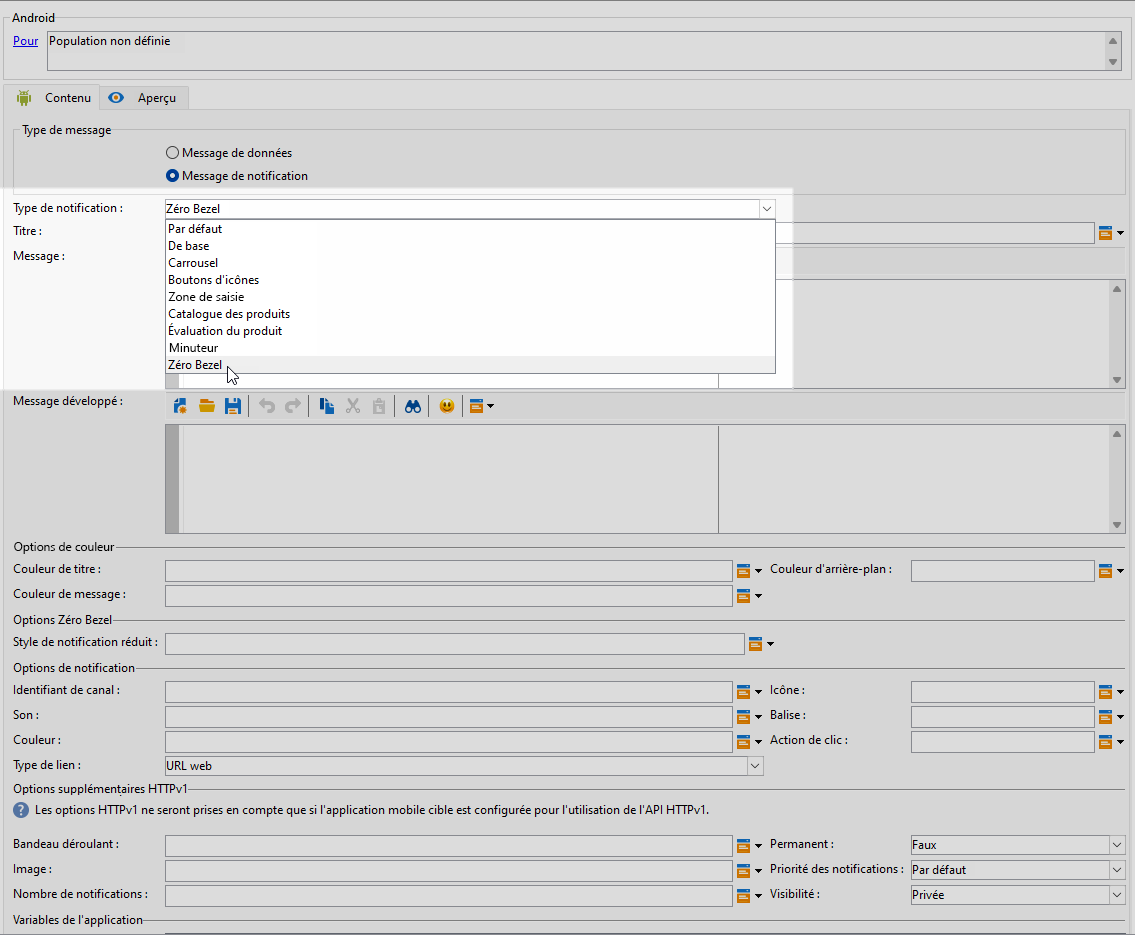 Android
Pour Population non définie
Contenu Aperçu
Type de message
Message de données
Message de notification
Type de notification : Zéro Bezel
Titre :
Message :
Par défaut
De base
Carrousel
Boutons d'icônes
Zone de saisie
Catalogue des produits
Évaluation du produit
Minuteur
Zéro Bezel
Message développé :
Options de couleur
Couleur de titre : Couleur d'arrière-plan :
Couleur de message :
Options Zéro Bezel
Style de notification réduit :
Options de notification
Identifiant de canal : Icône :
Son : Balise :
Couleur : Action de clic :
Type de lien : URL web
Options supplémentaires HTTPv1
Les options HTTPv1 ne seront prises en compte que si l'application mobile cible est configurée pour l'utilisation de l'API HTTPv1.
Bandeau déroulant : Permanent : Faux
Image : Priorité des notifications : Par défaut
Nombre de notifications : Visibilité : Privée
Variables de l'application